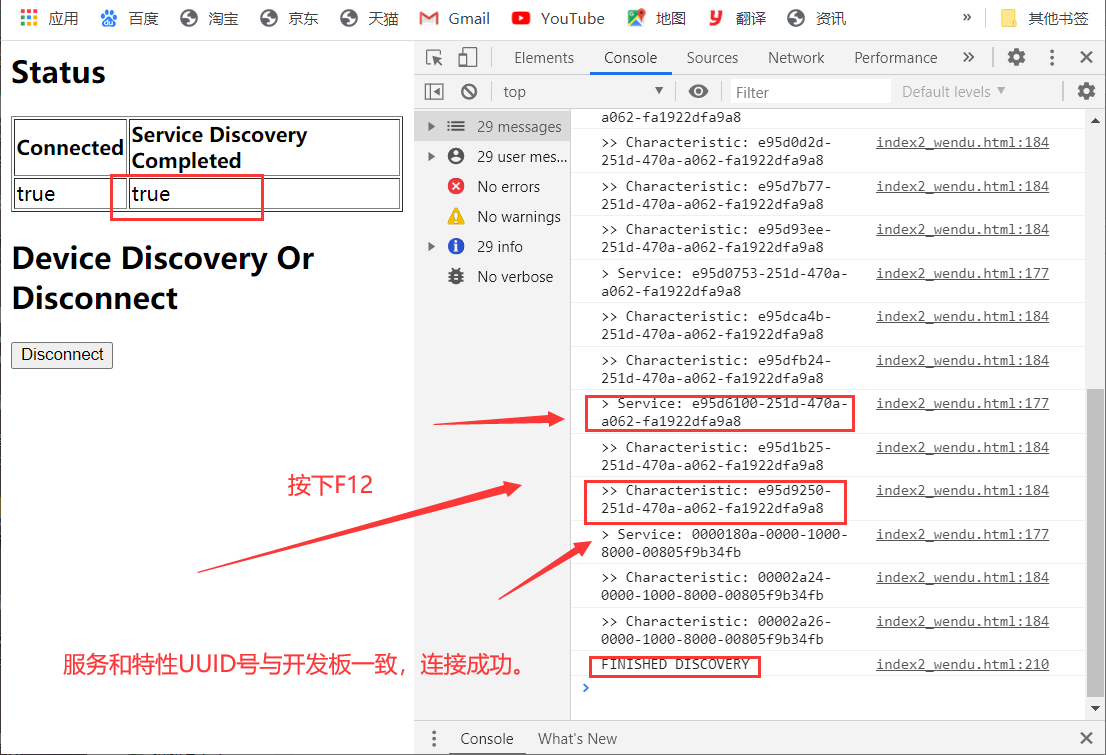 应用 百度 淘宝 京东 天猫 Gmail YouTube 地图 翻译 资讯 » 其他书签
Status
Connected Service Discovery
Completed
true true
Device Discovery Or
Disconnect
Disconnect
按下F12
服务和特性UUID号与开发板一致，连接成功。
Elements Console Sources Network Performance »
top Filter Default levels
29 messages
29 user mes...
No errors
No warnings
29 info
No verbose
a062-fa1922dfa9a8
>> Characteristic: e95d0d2d- index2_wendu.html:184
251d-470a-a062-fa1922dfa9a8
>> Characteristic: e95d7b77- index2_wendu.html:184
251d-470a-a062-fa1922dfa9a8
>> Characteristic: e95d93ee- index2_wendu.html:184
251d-470a-a062-fa1922dfa9a8
> Service: e95d0753-251d-470a- index2_wendu.html:177
a062-fa1922dfa9a8
>> Characteristic: e95dca4b- index2_wendu.html:184
251d-470a-a062-fa1922dfa9a8
>> Characteristic: e95dfb24- index2_wendu.html:184
251d-470a-a062-fa1922dfa9a8
> Service: e95d6100-251d-470a- index2_wendu.html:177
a062-fa1922dfa9a8
>> Characteristic: e95d1b25- index2_wendu.html:184
251d-470a-a062-fa1922dfa9a8
>> Characteristic: e95d9250- index2_wendu.html:184
251d-470a-a062-fa1922dfa9a8
> Service: 0000180a-0000-1000- index2_wendu.html:177
8000-00805f9b34fb
>> Characteristic: 00002a24- index2_wendu.html:184
0000-1000-8000-00805f9b34fb
>> Characteristic: 00002a26- index2_wendu.html:184
0000-1000-8000-00805f9b34fb
FINISHED DISCOVERY index2_wendu.html:210
>
Console What's New